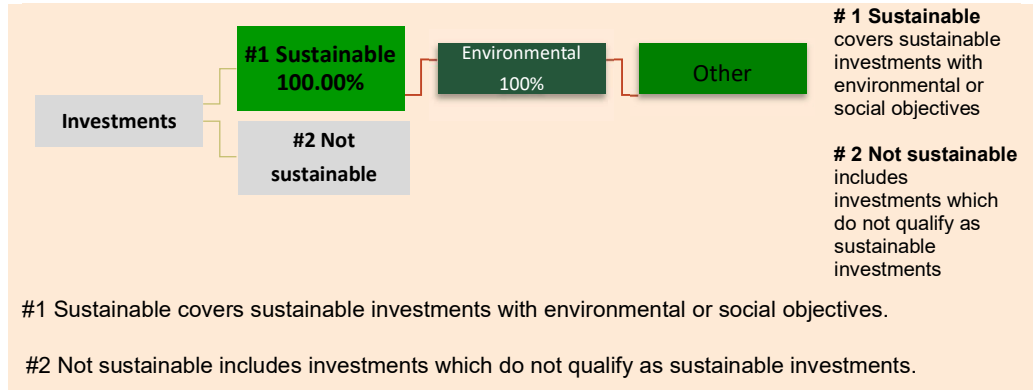 #1 Sustainable
100.00%
Environmental
100%
Other
Investments
#2 Not
sustainable
# 1 Sustainable
covers sustainable
investments with
environmental or
social objectives
# 2 Not sustainable
includes
investments which
do not qualify as
sustainable
investments
#1 Sustainable covers sustainable investments with environmental or social objectives.
#2 Not sustainable includes investments which do not qualify as sustainable investments.